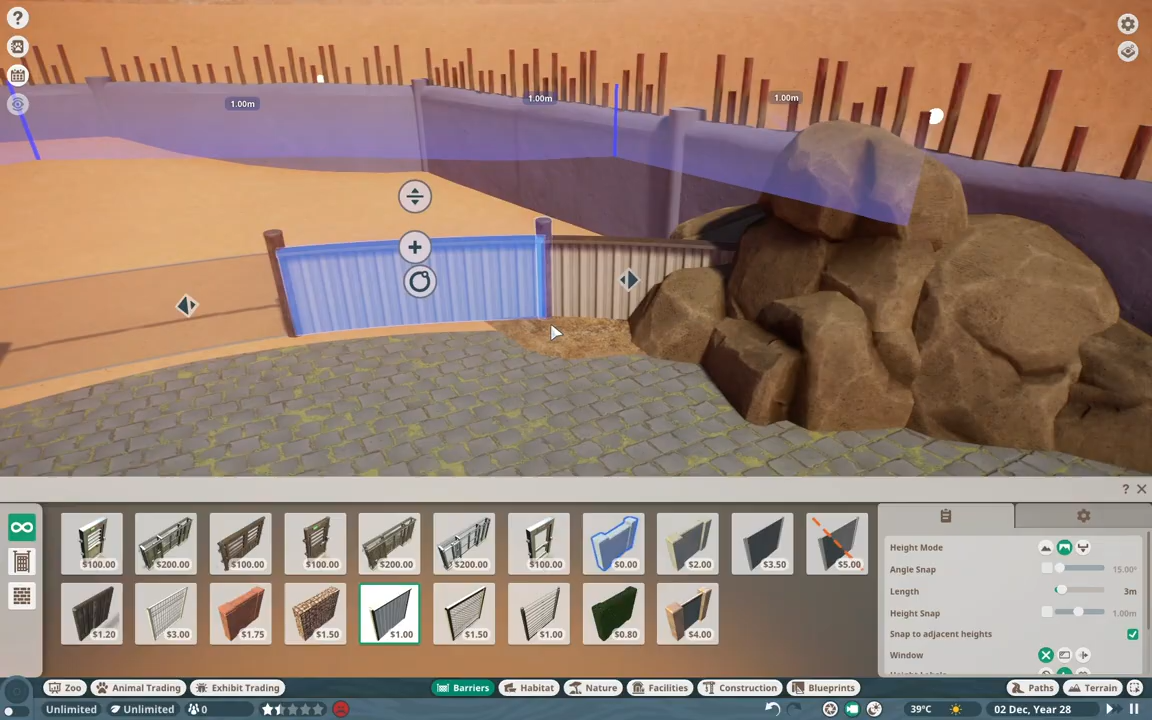 ?
1.00m
1.00m
1.00m
? ×
$100.00
$200.00
$100.00
$100.00
$200.00
$200.00
$100.00
$0.00
$2.00
$3.50
$5.00
$1.20
$3.00
$1.75
$1.50
$1.00
$1.50
$1.00
$0.80
$4.00
Height Mode
Angle Snap 15.00°
Length 3m
Height Snap 1.00m
Snap to adjacent heights
Window
Zoo
Animal Trading
Exhibit Trading
Barriers
Habitat
Nature
Facilities
Construction
Blueprints
Paths
Terrain
Unlimited
Unlimited
0
39°C
02 Dec, Year 28